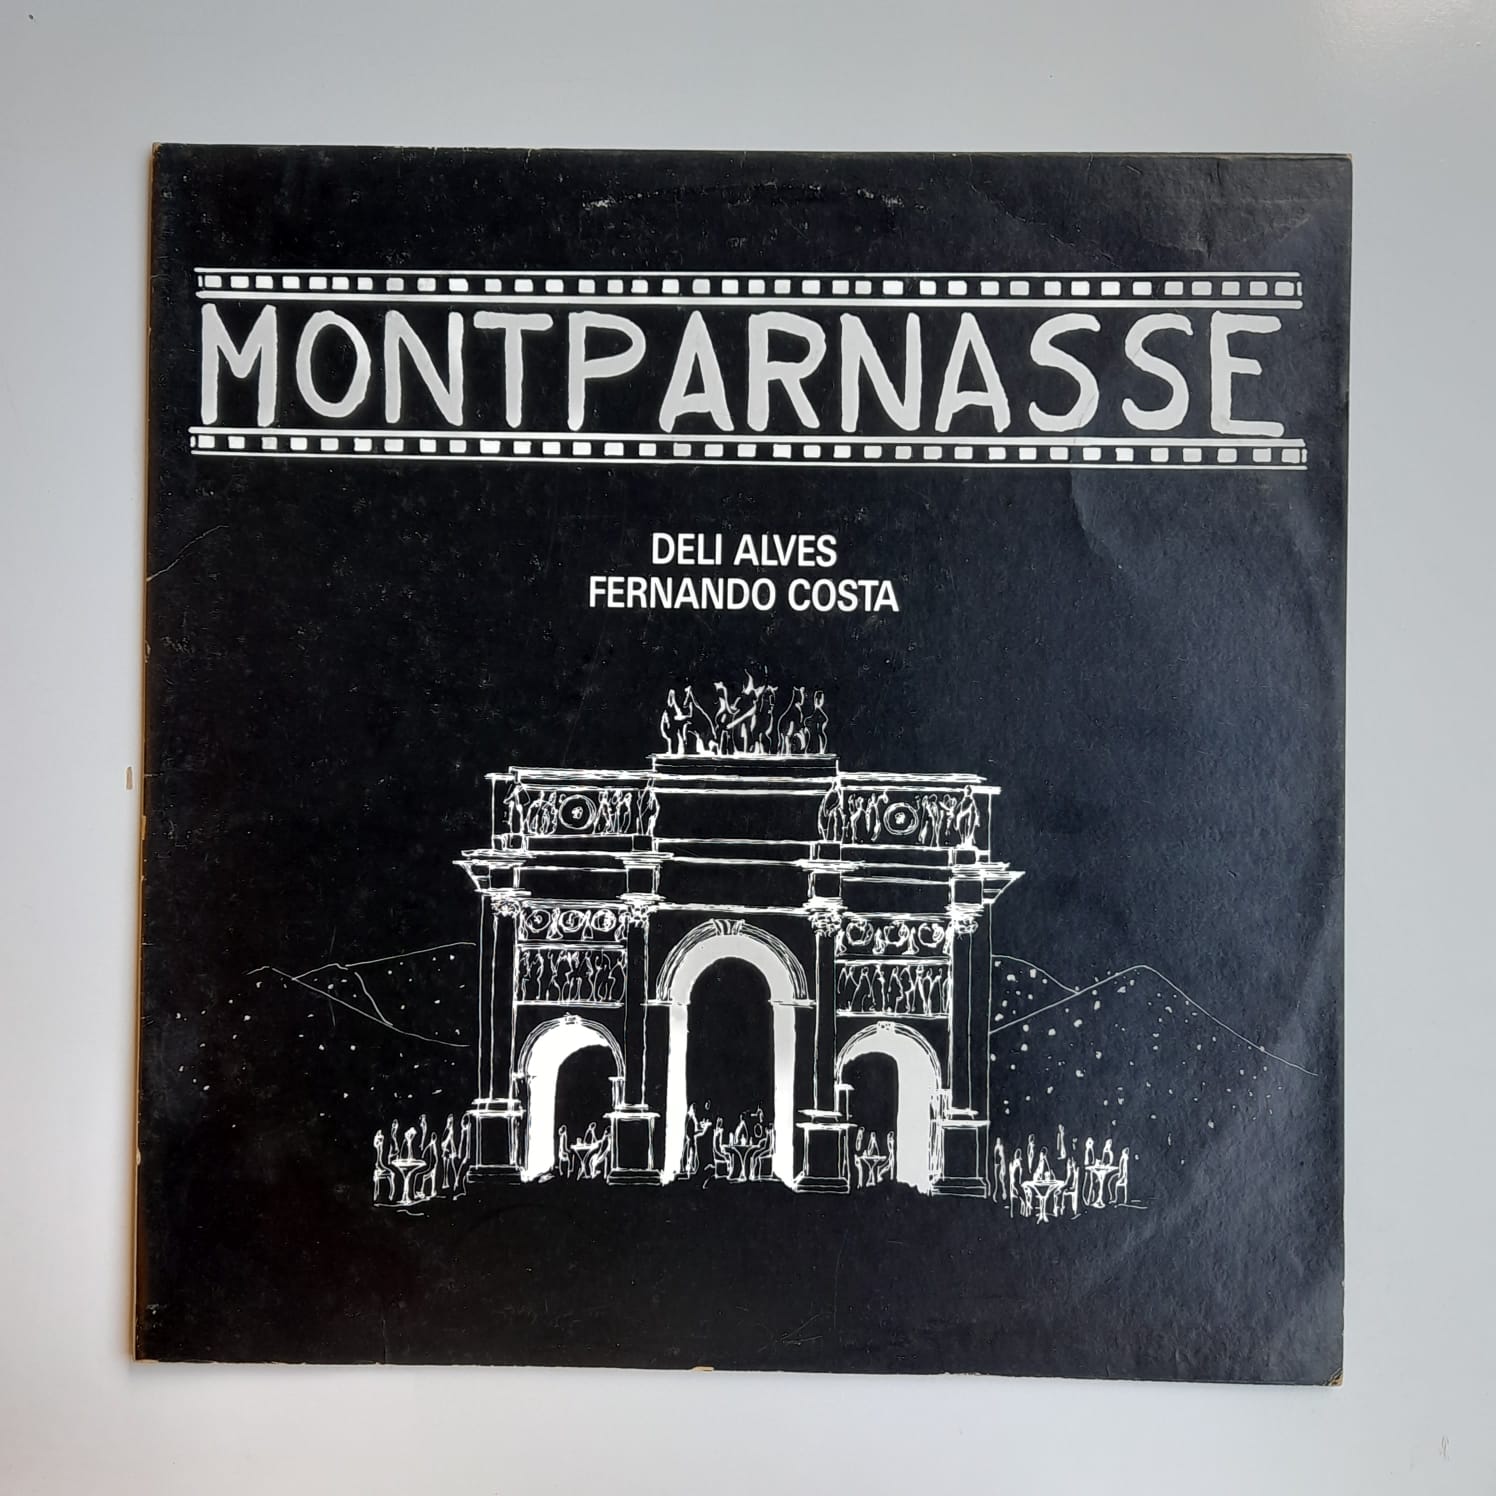 MONTPARNASSE
DELI ALVES
FERNANDO COSTA